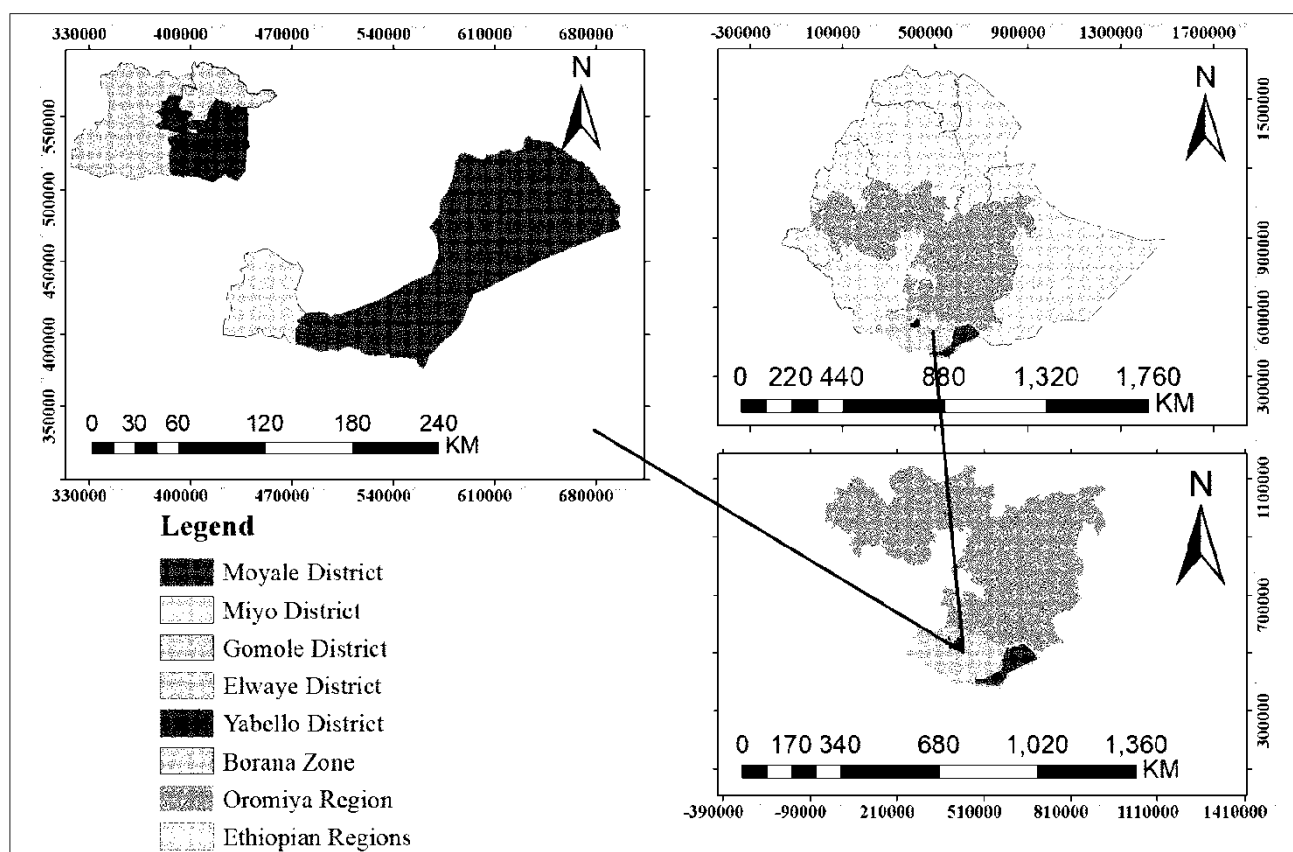 330000 400000 470000 540000 610000 680000
N
550000
500000
450000
400000
350000
0 30 60 120 180 240
KM
330000 400000 470000 540000 610000 680000
-300000 100000 500000 900000 1300000 1700000
N
1500000
900000
600000
300000
0 220 440 880 1,320 1,760
KM
N
1100000
700000
300000
0 170 340 680 1,020 1,360
KM
-390000 -90000 210000 510000 810000 1110000 1410000
Legend
Moyale District
Miyo District
Gomole District
Elwaye District
Yabello District
Borana Zone
Oromiya Region
Ethiopian Regions